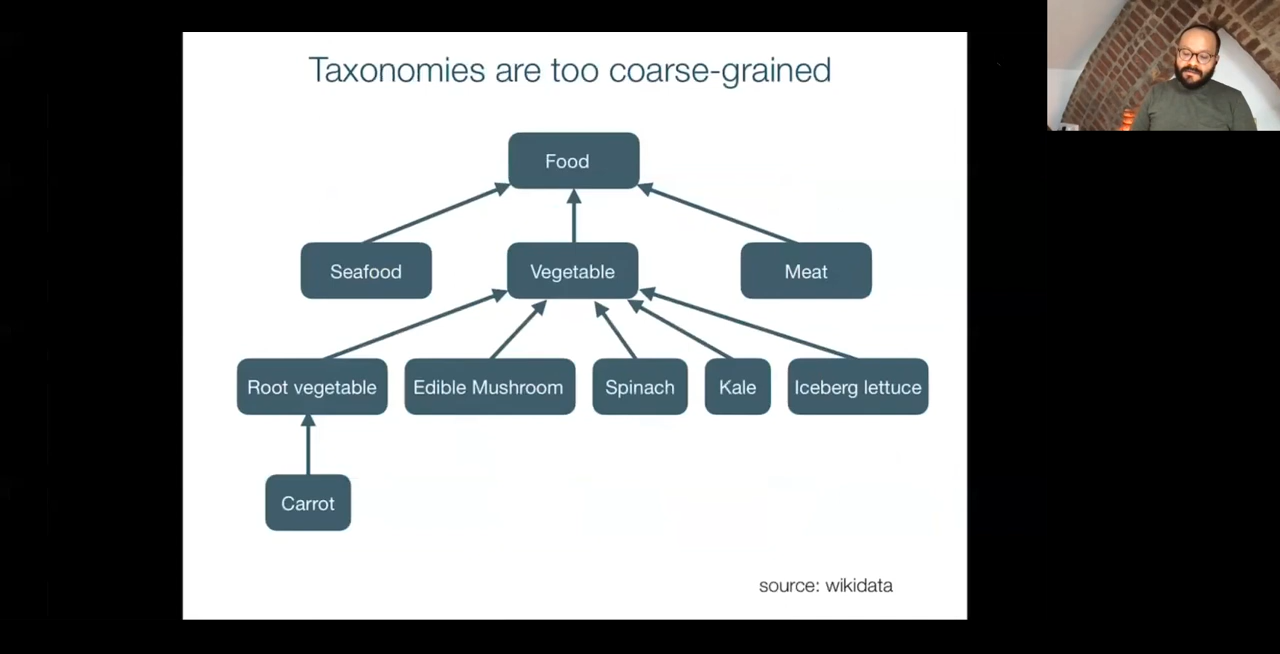 Taxonomies are too coarse-grained
Food
Seafood
Vegetable
Meat
Root vegetable
Edible Mushroom
Spinach
Kale
Iceberg lettuce
Carrot
source: wikidata